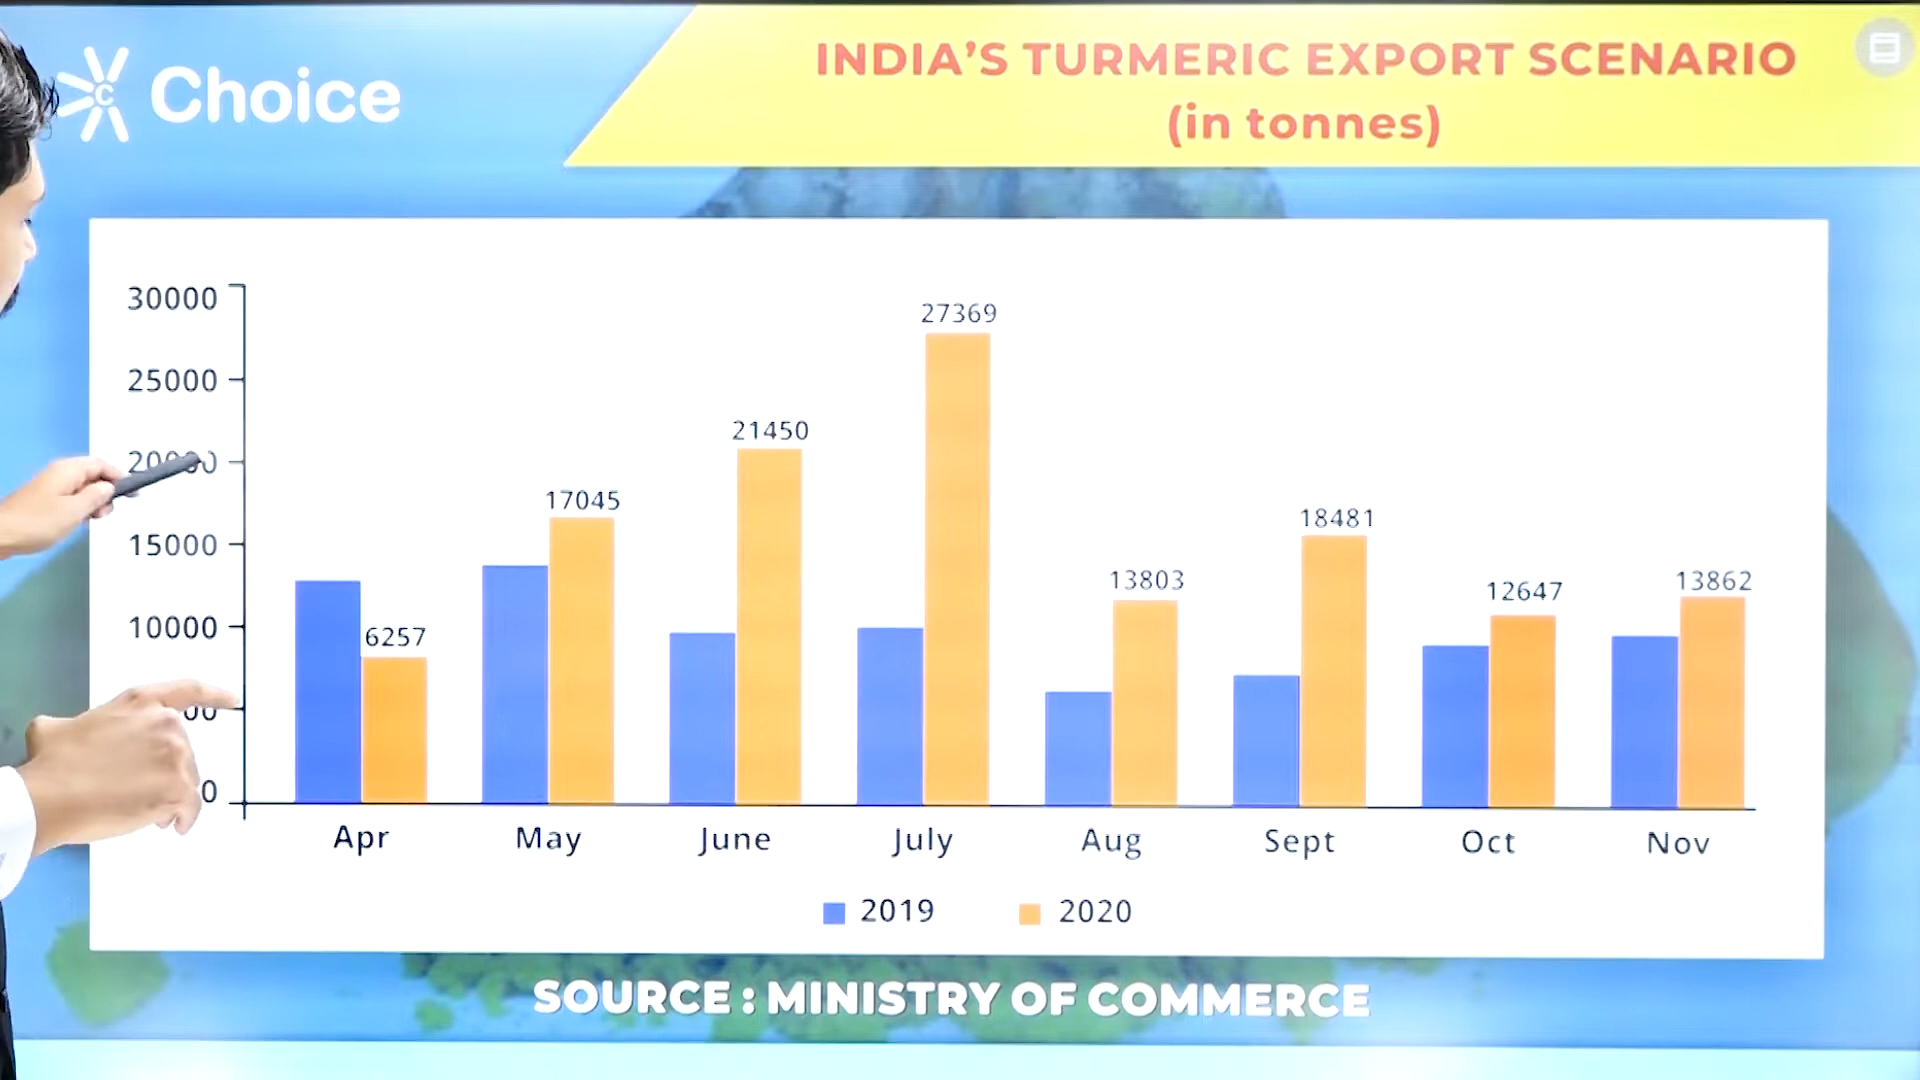 C Choice
INDIA'S TURMERIC EXPORT SCENARIO
(in tonnes)
30000
25000
15000
10000
0
6257
17045
21450
27369
13803
18481
12647
13862
Apr May June July Aug Sept Oct Nov
2019 2020
SOURCE : MINISTRY OF COMMERCE